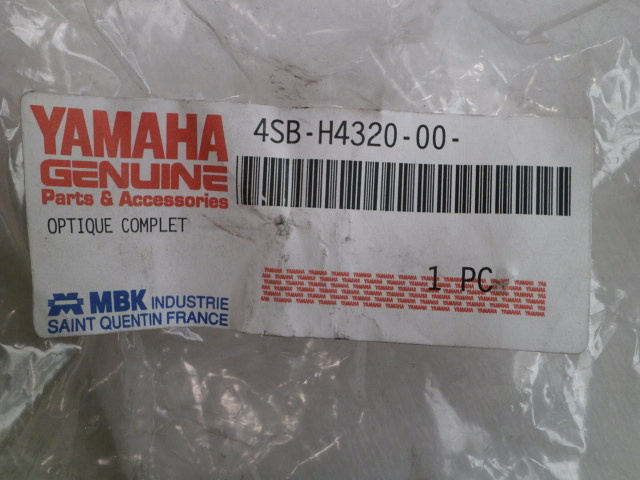 YAMAHA
GENUINE
Parts & Accessories
4SB-H4320-00-
OPTIQUE COMPLET
1 PC
MBK INDUSTRIE
SAINT QUENTIN FRANCE